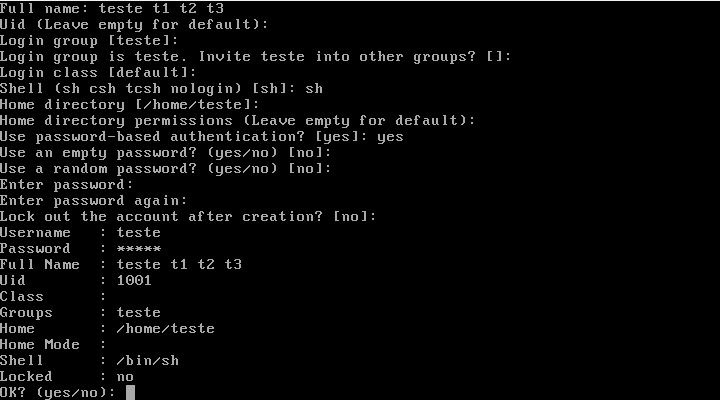 Full name: teste t1 t2 t3
Uid (Leave empty for default):
Login group [teste]:
Login group is teste. Invite teste into other groups? []:
Login class [default]:
Shell (sh csh tcsh nologin) [sh]: sh
Home directory [/home/teste]:
Home directory permissions (Leave empty for default):
Use password-based authentication? [yes]: yes
Use an empty password? (yes/no) [no]:
Use a random password? (yes/no) [no]:
Enter password:
Enter password again:
Lock out the account after creation? [no]:
Username   : teste
Password   : *****
Full Name  : teste t1 t2 t3
Uid        : 1001
Class      :
Groups     : teste
Home       : /home/teste
Home Mode  :
Shell      : /bin/sh
Locked     : no
OK? (yes/no):